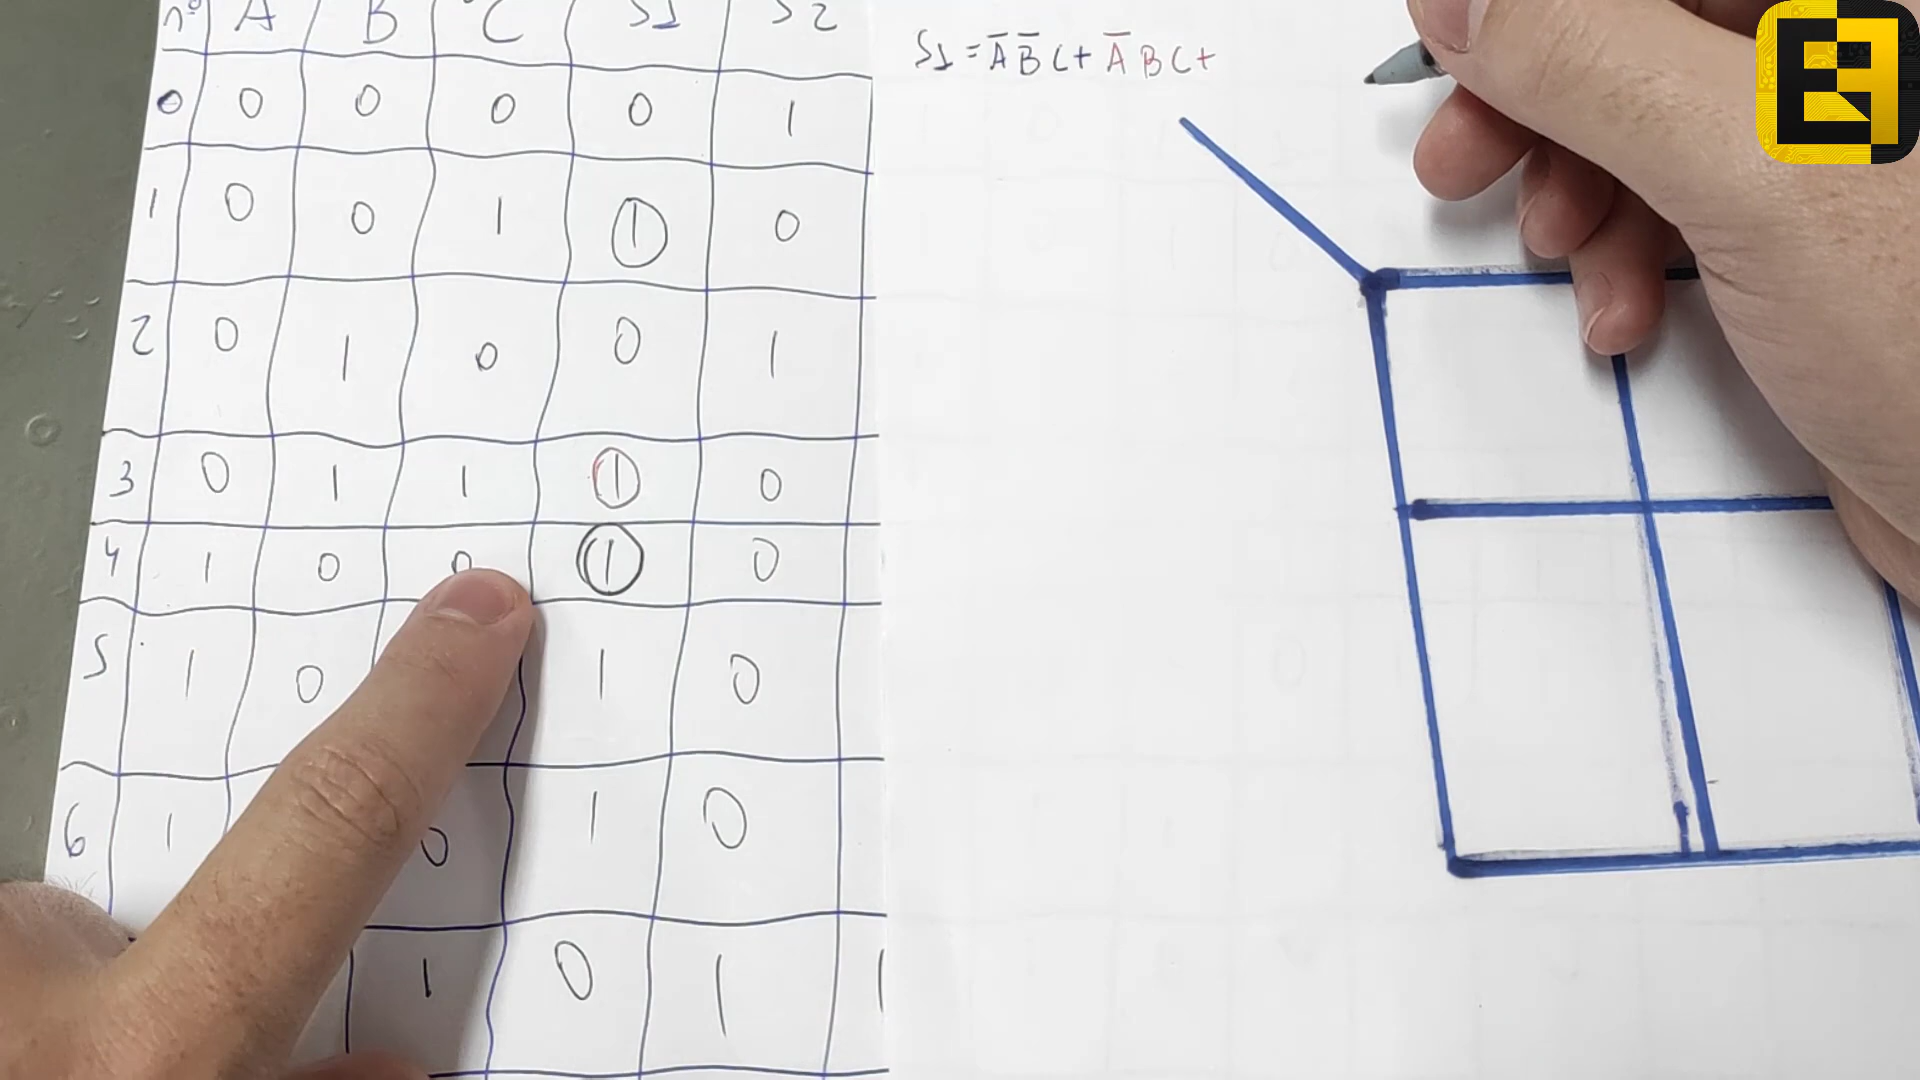 nº A B C S1 S2
0 0 0 0 0 1
1 0 0 1 1 0
2 0 1 0 0 1
3 0 1 1 1 0
4 1 0 0 1 0
5 1 0 1 0
6 1 0 1 0
1 0 1 1
S1 = A̅ B̅ C + A̅ B C +
EF